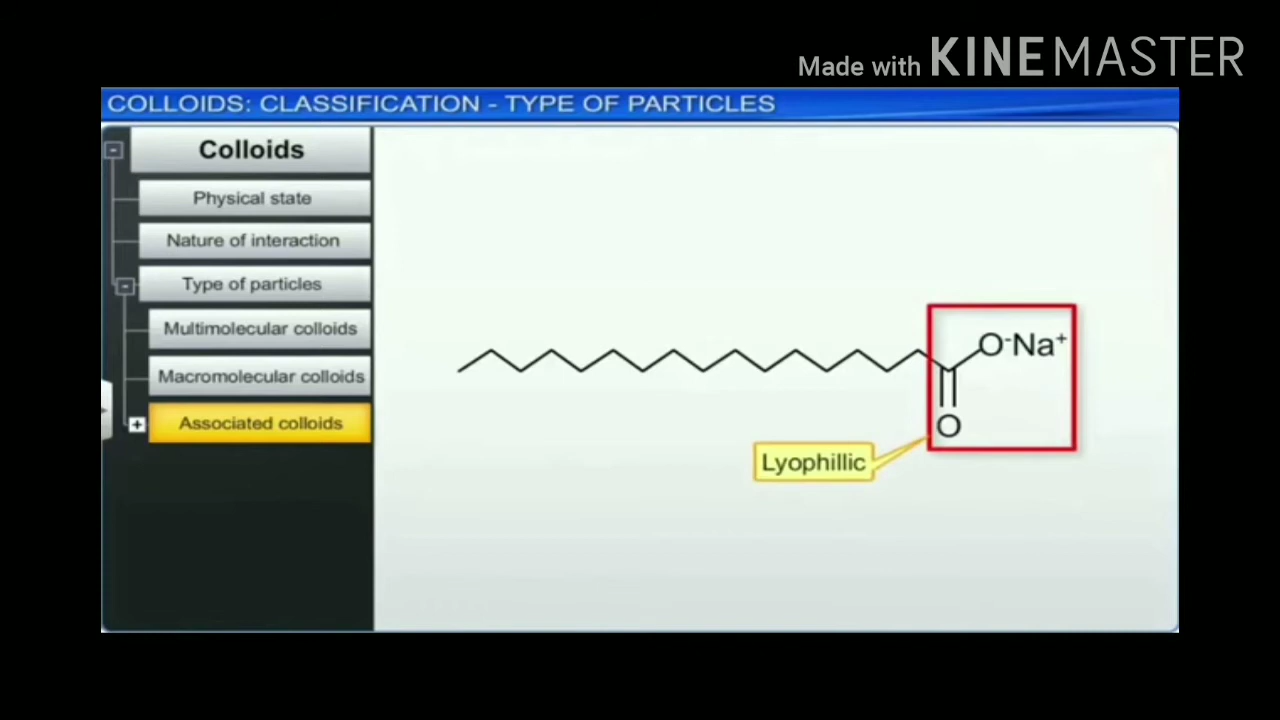 Made with KINEMASTER
COLLOIDS: CLASSIFICATION - TYPE OF PARTICLES
Colloids
Physical state
Nature of interaction
Type of particles
Multimolecular colloids
Macromolecular colloids
Associated colloids
O-Na+
O
Lyophillic